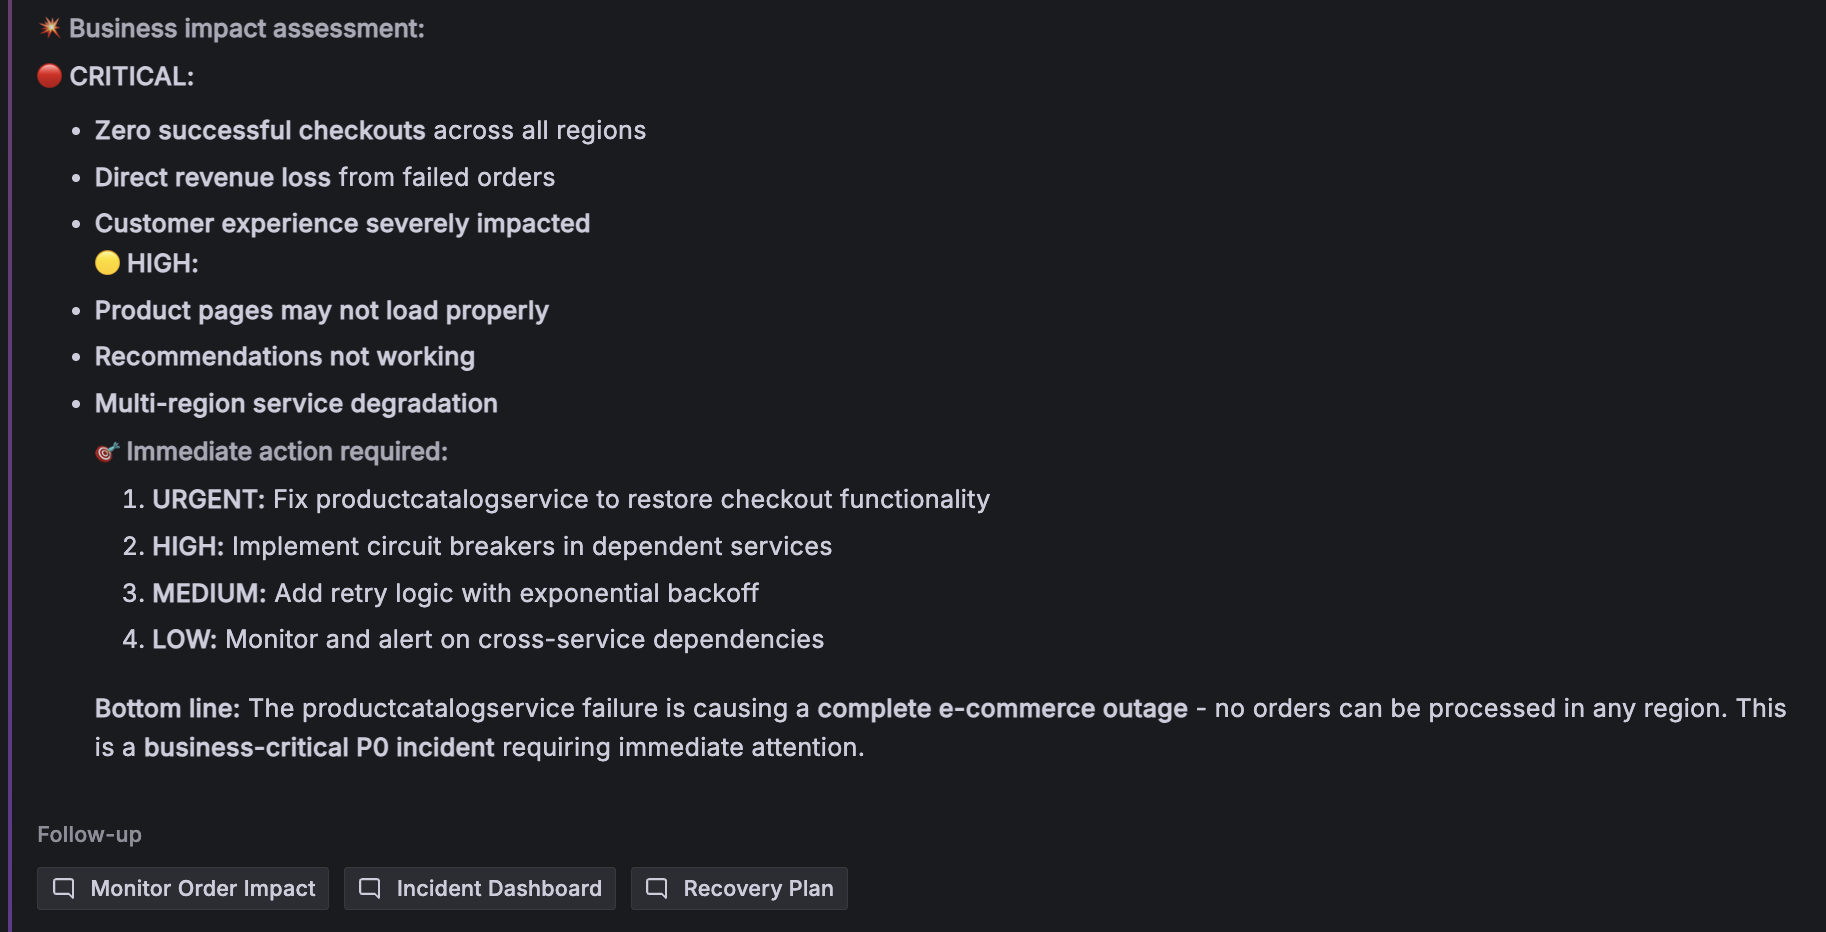 💥 Business impact assessment:
🔴 CRITICAL:
• Zero successful checkouts across all regions
• Direct revenue loss from failed orders
• Customer experience severely impacted
🟡 HIGH:
• Product pages may not load properly
• Recommendations not working
• Multi-region service degradation
🎯 Immediate action required:
1. URGENT: Fix productcatalogservice to restore checkout functionality
2. HIGH: Implement circuit breakers in dependent services
3. MEDIUM: Add retry logic with exponential backoff
4. LOW: Monitor and alert on cross-service dependencies
Bottom line: The productcatalogservice failure is causing a complete e-commerce outage - no orders can be processed in any region. This
is a business-critical P0 incident requiring immediate attention.
Follow-up
Monitor Order Impact
Incident Dashboard
Recovery Plan